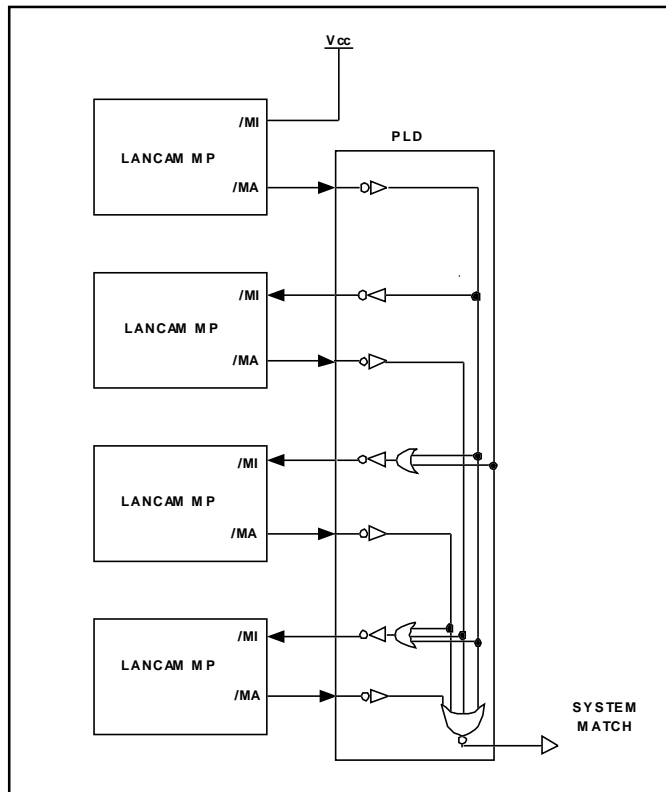 Vcc
/MI
LANCAM MP
/MA
PLD
/MI
LANCAM MP
/MA
/MI
LANCAM MP
/MA
/MI
LANCAM MP
/MA
SYSTEM
MATCH